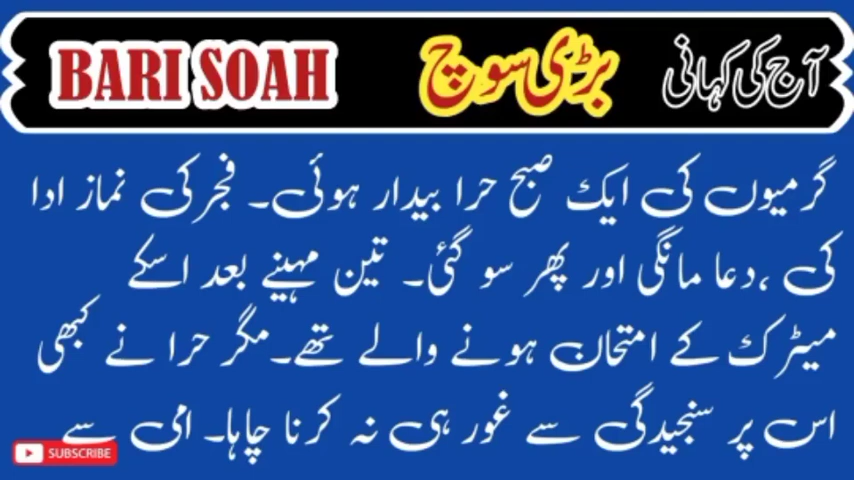 آج کی کہانی بڑی سوچ BARI SOAH
گرمیوں کی ایک صبح حرا بیدار ہوئی۔ فجر کی نماز ادا
کی ،دعا مانگی اور پھر سو گئی۔ تین مہینے بعد اسکے
میٹرک کے امتحان ہونے والے تھے۔مگر حرا نے کبھی
اس پر سنجیدگی سے غور ہی نہ کرنا چاہا۔ امی سے
SUBSCRIBE